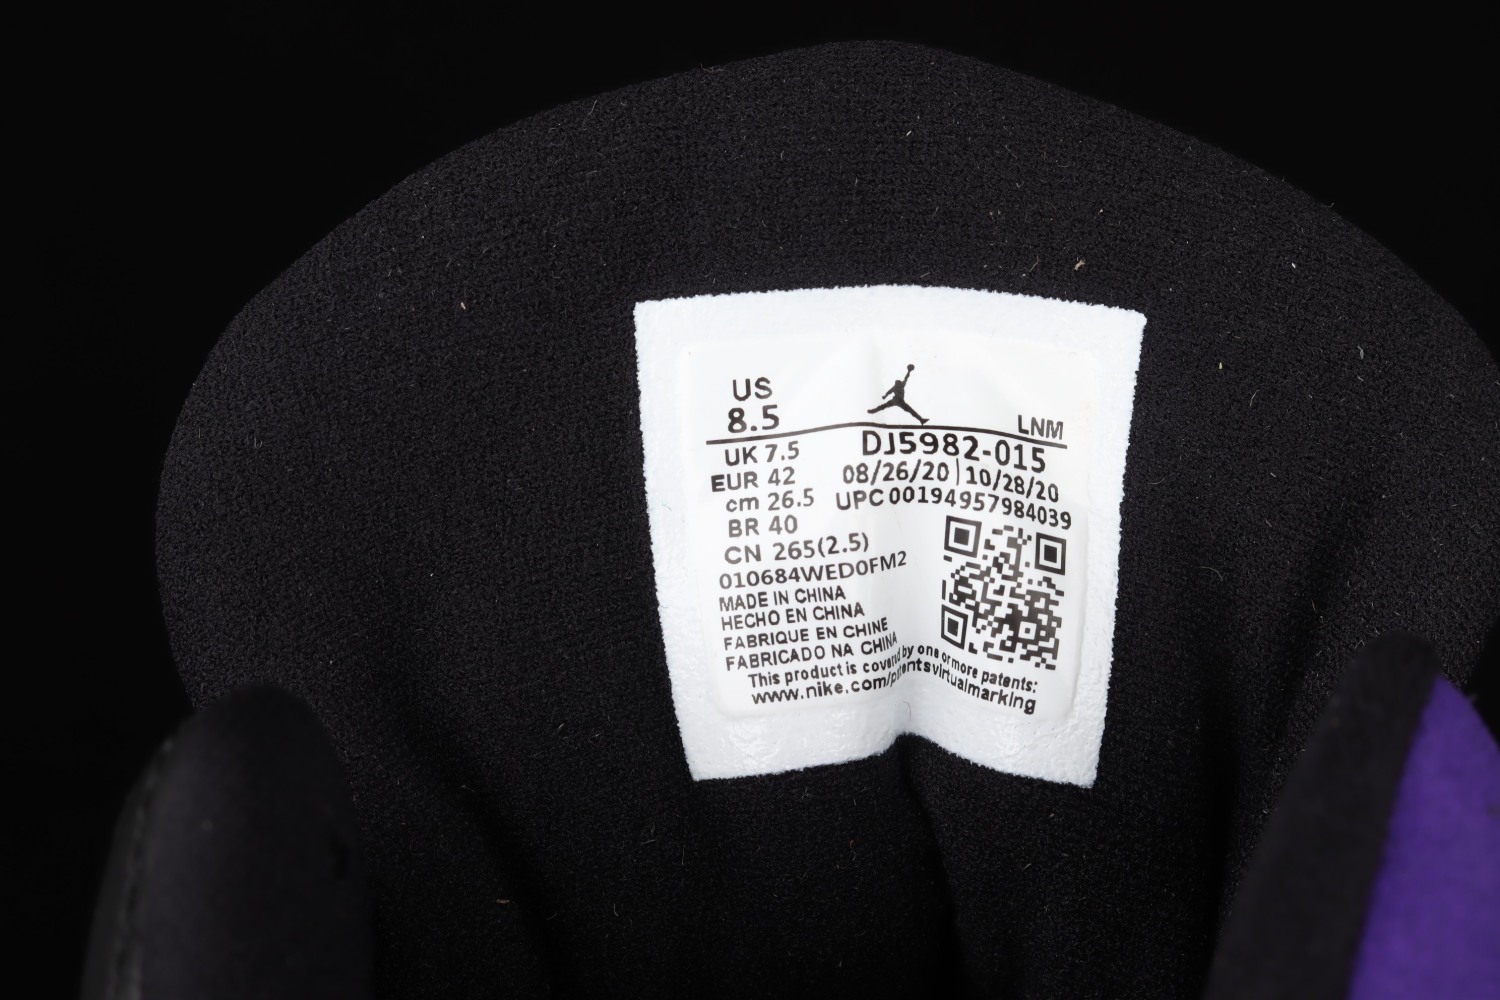 US
8.5
LNM
UK 7.5
EUR 42
cm 26.5
BR 40
CN 265(2.5)
DJ5982-015
08/26/20|10/28/20
UPC00194957984039
010684WED0FM2
MADE IN CHINA
HECHO EN CHINA
FABRIQUE EN CHINE
FABRICADO NA CHINA
This product is covered by one or more patents:
www.nike.com/patentsvirtualmarking